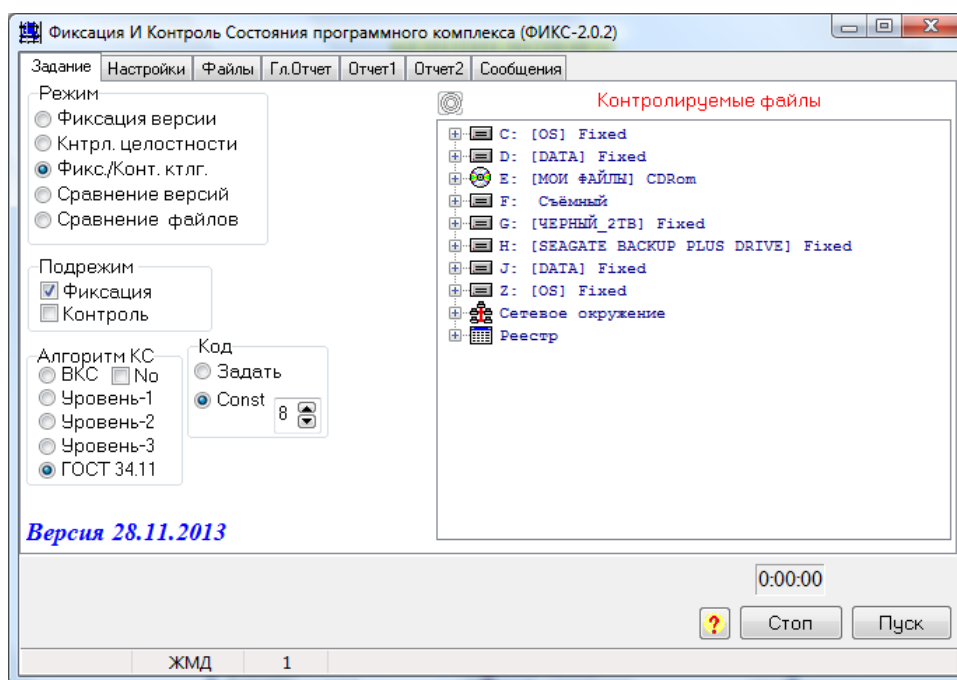 Фиксация И Контроль Состояния программного комплекса (ФИКС-2.0.2)
Задание Настройки Файлы Гл.Отчет Отчет1 Отчет2 Сообщения
Режим
Фиксация версии
Кнтрл. целостности
Фикс./Конт. ктлг.
Сравнение версий
Сравнение файлов
Подрежим
Фиксация
Контроль
Алгоритм КС
ВКС No
Уровень-1
Уровень-2
Уровень-3
ГОСТ 34.11
Код
Задать
Const 8
Версия 28.11.2013
Контролируемые файлы
C: [OS] Fixed
D: [DATA] Fixed
E: [МОИ ФАЙЛЫ] CDRom
F: Съёмный
G: [ЧЕРНЫЙ_2TB] Fixed
H: [SEAGATE BACKUP PLUS DRIVE] Fixed
J: [DATA] Fixed
Z: [OS] Fixed
Сетевое окружение
Реестр
0:00:00
? Стоп Пуск
ЖМД 1